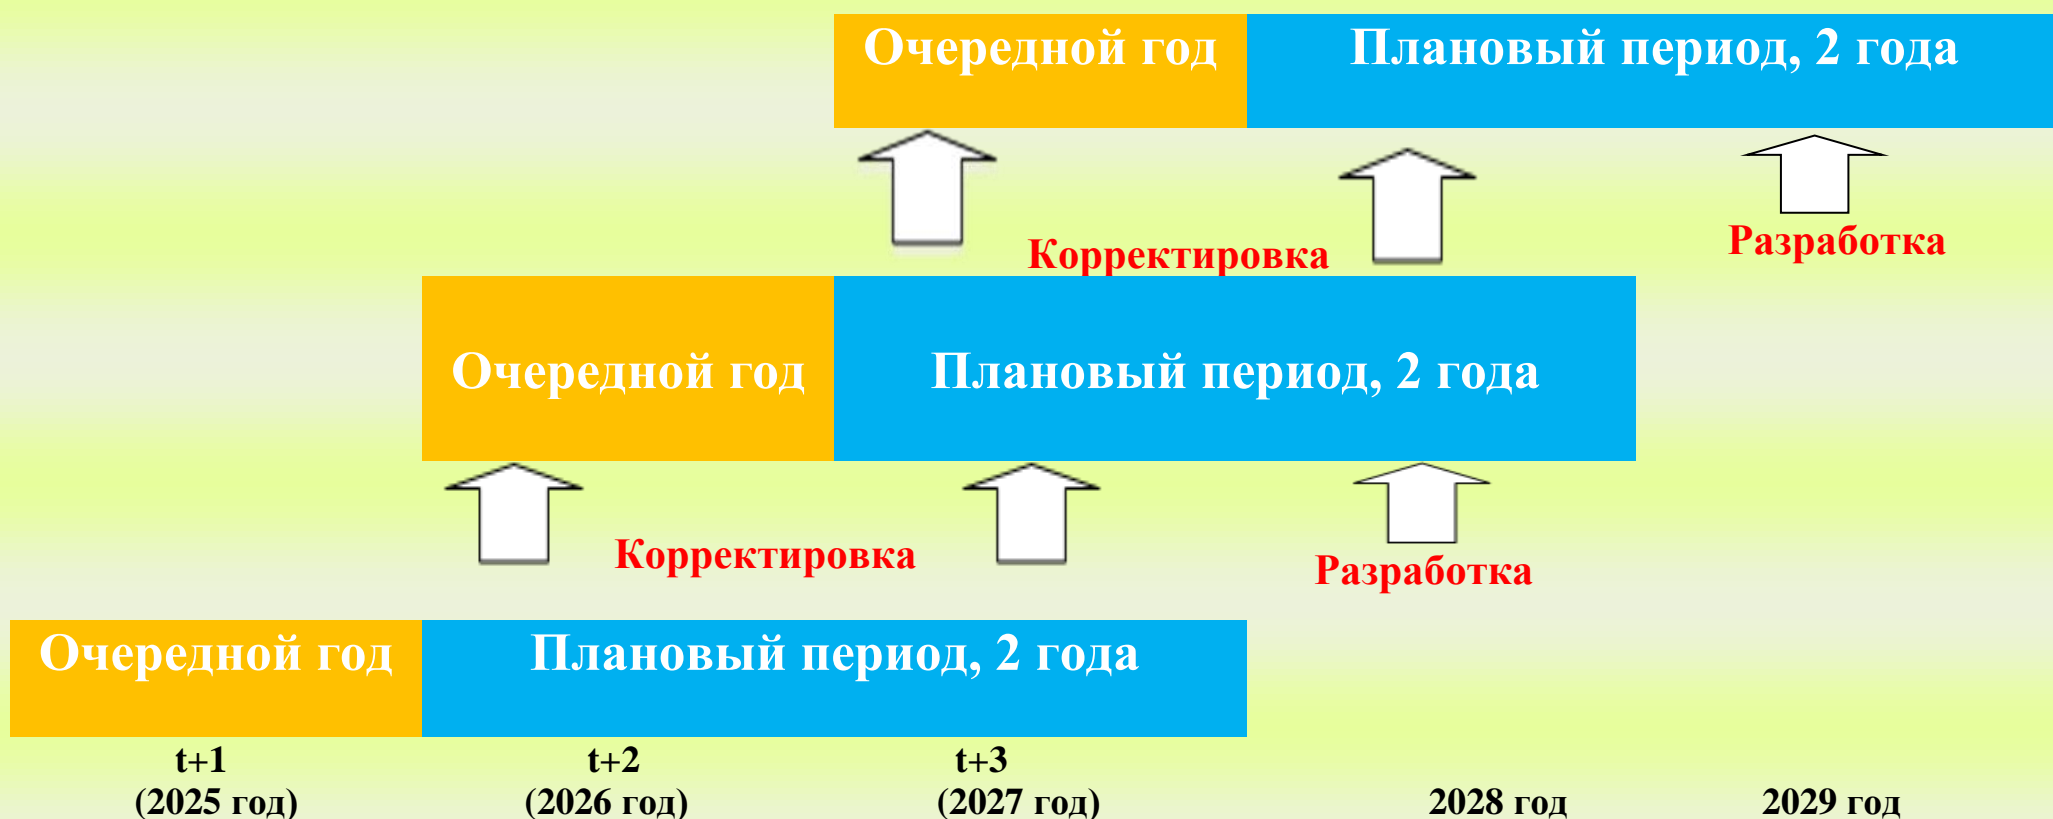 Очередной год
Плановый период, 2 года
Корректировка
Разработка
Очередной год
Плановый период, 2 года
Корректировка
Разработка
Очередной год
Плановый период, 2 года
t+1
(2025 год)
t+2
(2026 год)
t+3
(2027 год)
2028 год
2029 год